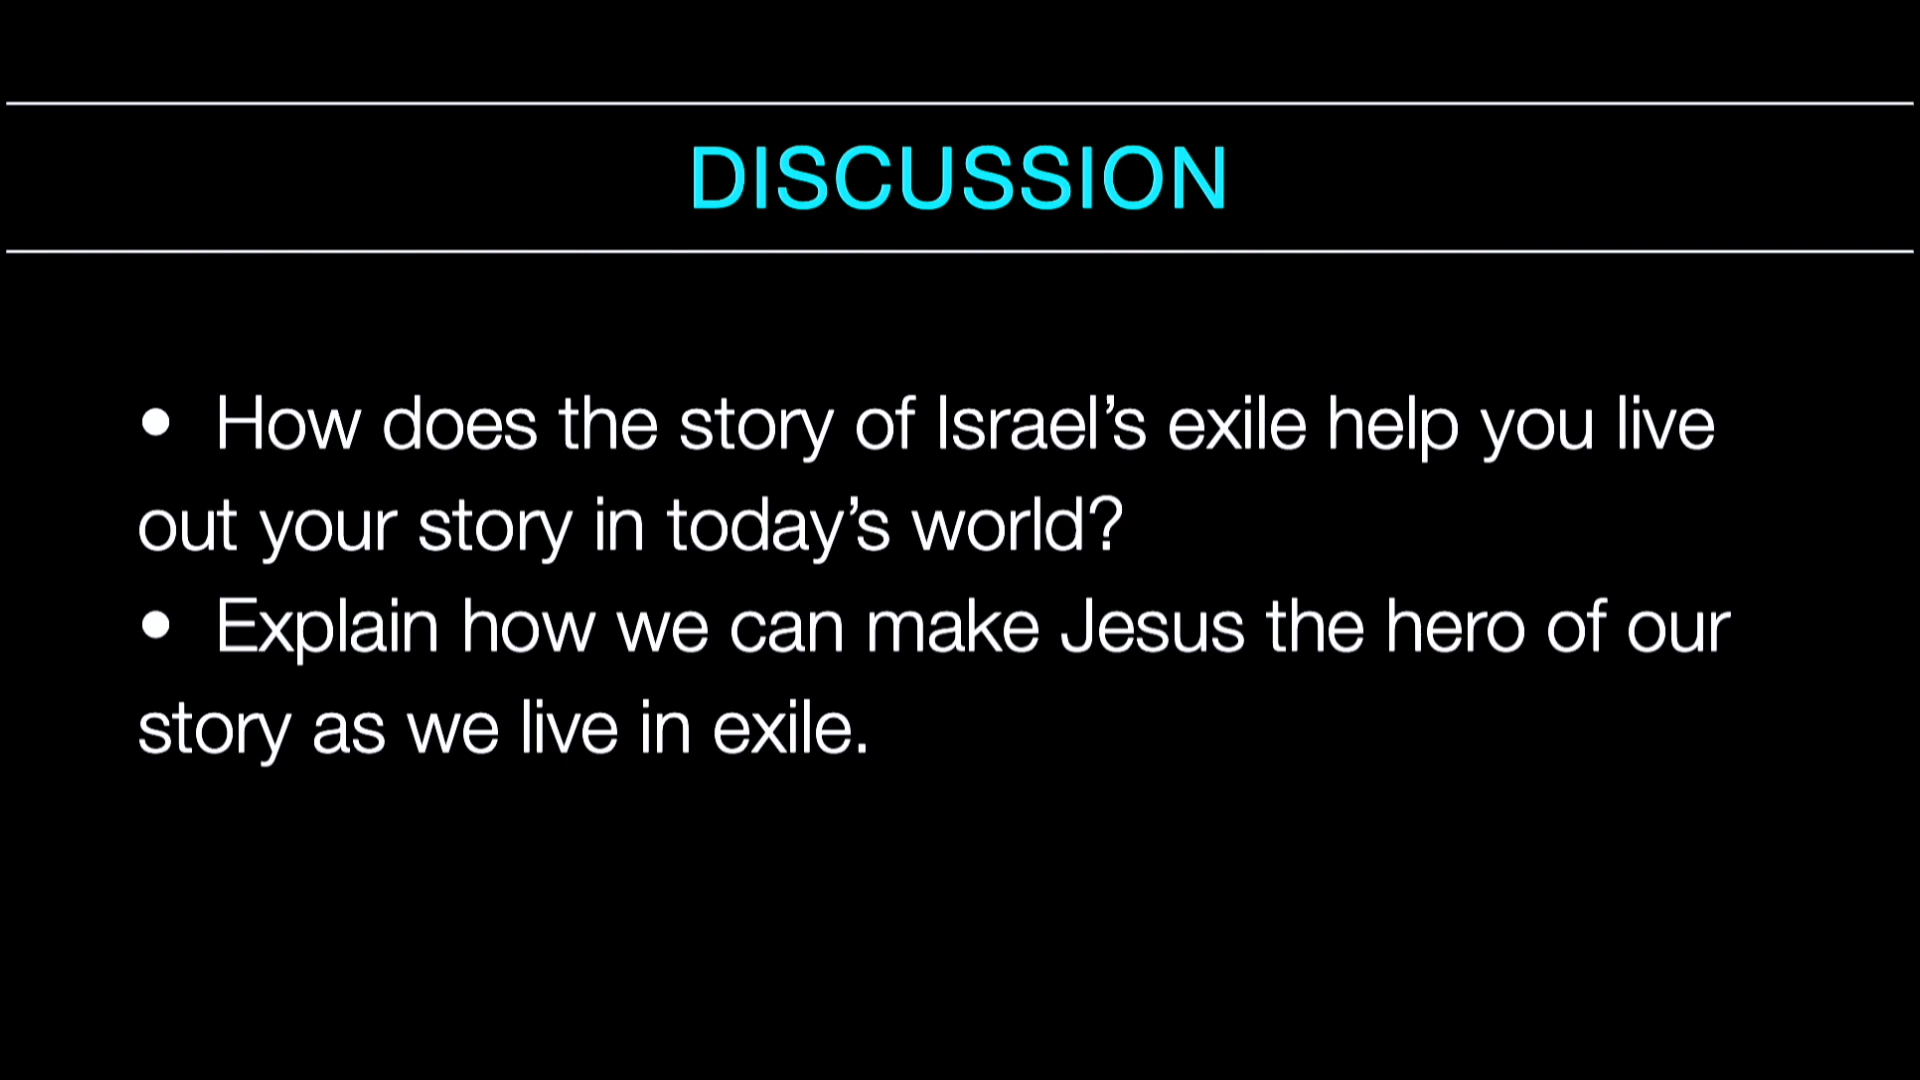 DISCUSSION
• How does the story of Israel’s exile help you live
out your story in today’s world?
• Explain how we can make Jesus the hero of our
story as we live in exile.